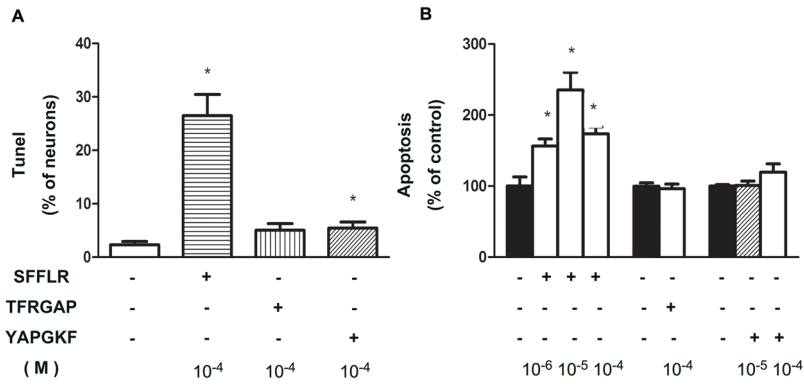 A
Tunel
(% of neurons)
40
30
20
10
0
*
*
SFFLR - + - -
TFRGAP - - + -
YAPGKF - - - +
( M ) 10-4 10-4 10-4
B
Apoptosis
(% of control)
300
200
100
0
*
*
*
- + + + - - - - -
- - - - - + - - -
- - - - - - - + +
10-6 10-5 10-4 10-4 10-5 10-4